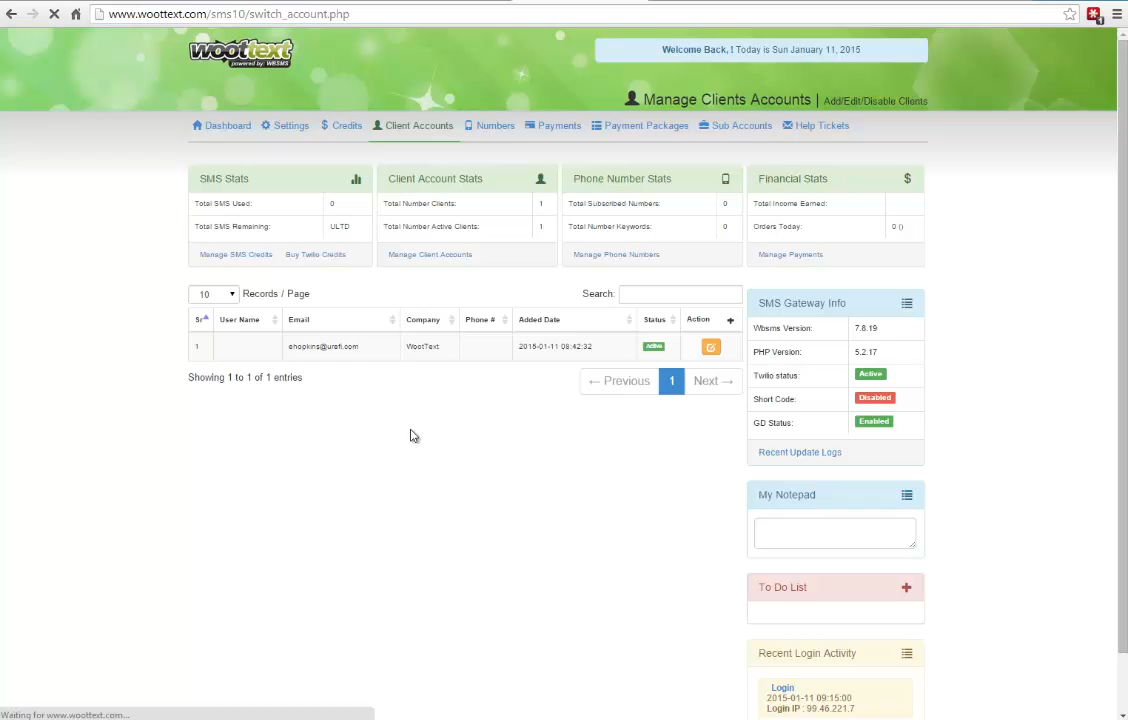 www.woottext.com/sms10/switch_account.php
woottext
powered by: WBSMS
Welcome Back, ! Today is Sun January 11, 2015
Manage Clients Accounts | Add/Edit/Disable Clients
Dashboard Settings $ Credits Client Accounts Numbers Payments Payment Packages Sub Accounts Help Tickets
SMS Stats
Total SMS Used: 0
Total SMS Remaining: ULTD
Manage SMS Credits Buy Twilio Credits
Client Account Stats
Total Number Clients: 1
Total Number Active Clients: 1
Manage Client Accounts
Phone Number Stats
Total Subscribed Numbers: 0
Total Number Keywords: 0
Manage Phone Numbers
Financial Stats $
Total Income Earned:
Orders Today: 0 ()
Manage Payments
10 Records / Page Search:
Sr User Name Email Company Phone # Added Date Status Action
1 ehopkins@urefi.com WootText 2015-01-11 08:42:32 Active
Showing 1 to 1 of 1 entries
← Previous 1 Next →
SMS Gateway Info
Wbsms Version: 7.8.19
PHP Version: 5.2.17
Twilio status: Active
Short Code: Disabled
GD Status: Enabled
Recent Update Logs
My Notepad
To Do List
Recent Login Activity
Login
2015-01-11 09:15:00
Login IP : 99.46.221.7
Waiting for www.woottext.com...